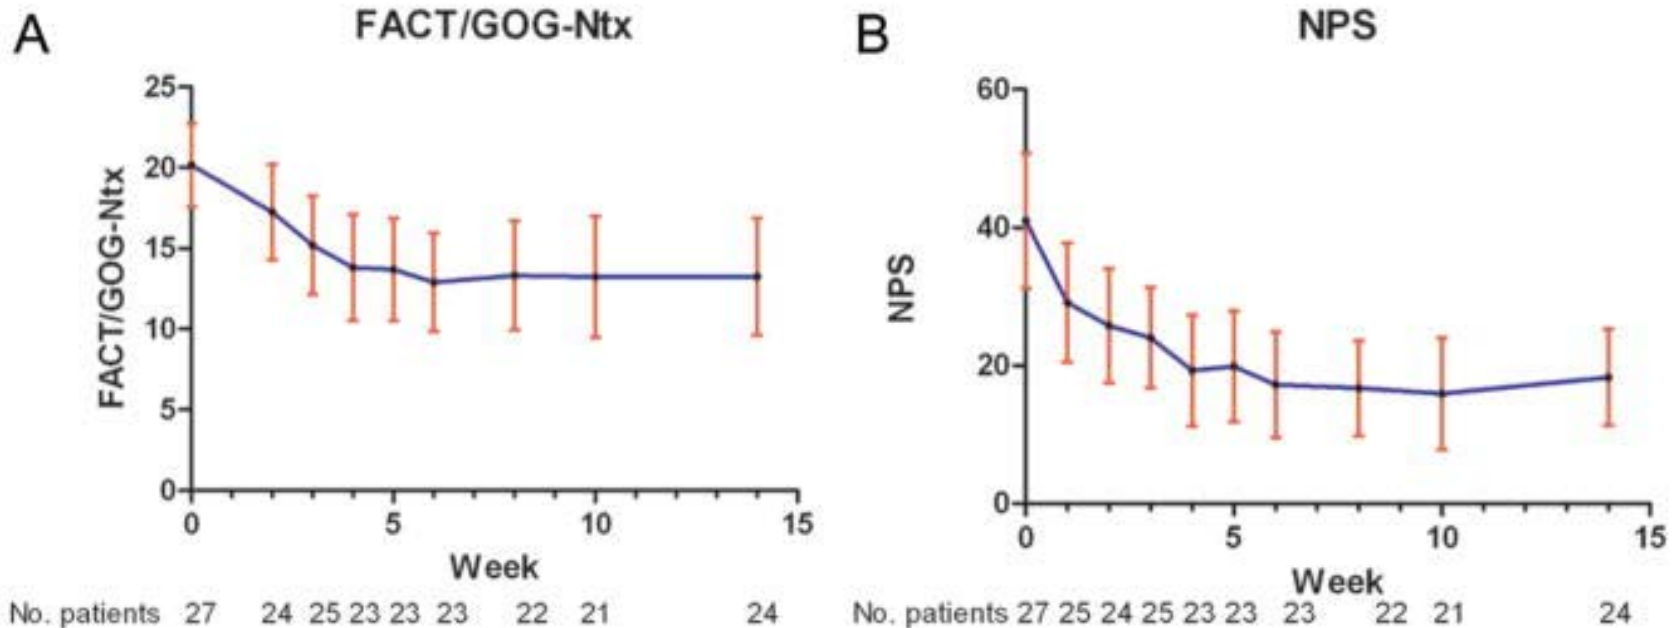 A
FACT/GOG-Ntx
25
20
15
10
5
0
FACT/GOG-Ntx
0 5 10 15
Week
No. patients 27 24 25 23 23 23 22 21 24
B
NPS
60
40
20
0
NPS
0 5 10 15
Week
No. patients 27 25 24 25 23 23 23 22 21 24